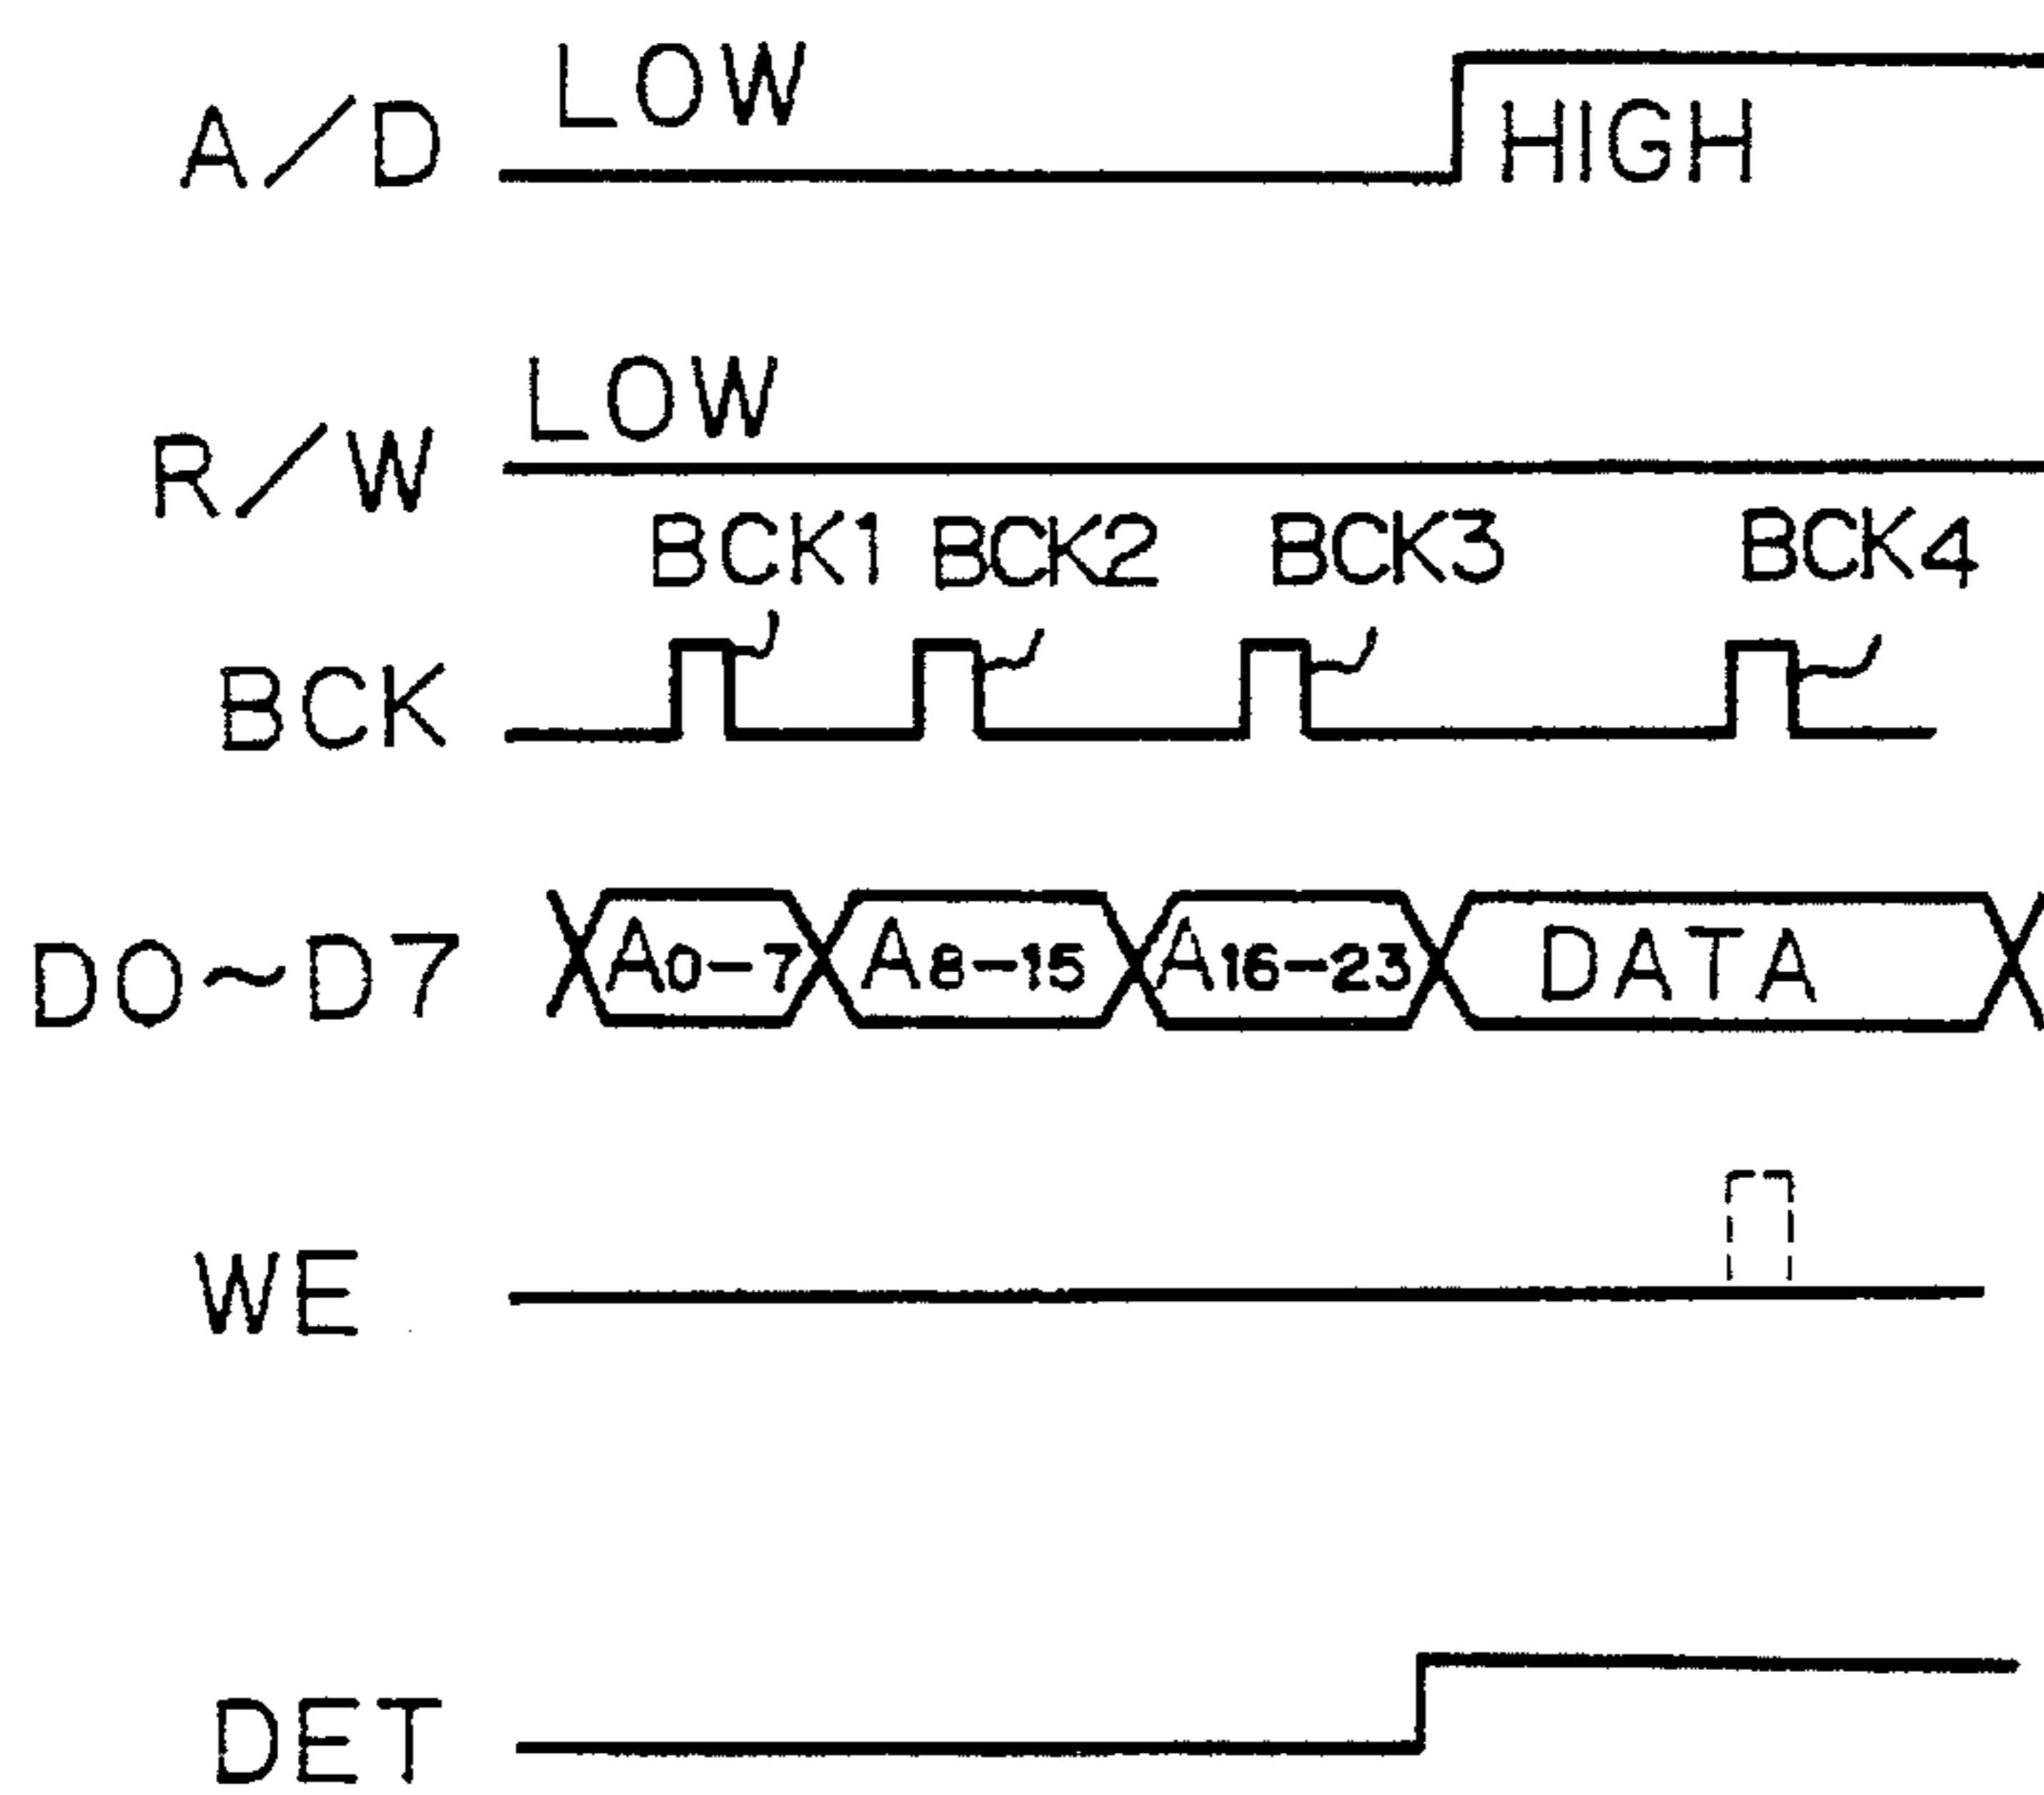 A/D LOW HIGH
R/W LOW
BCK1 BCK2 BCK3 BCK4
BCK
D0~D7 A0-7 A8-15 A16-23 DATA
WE
DET